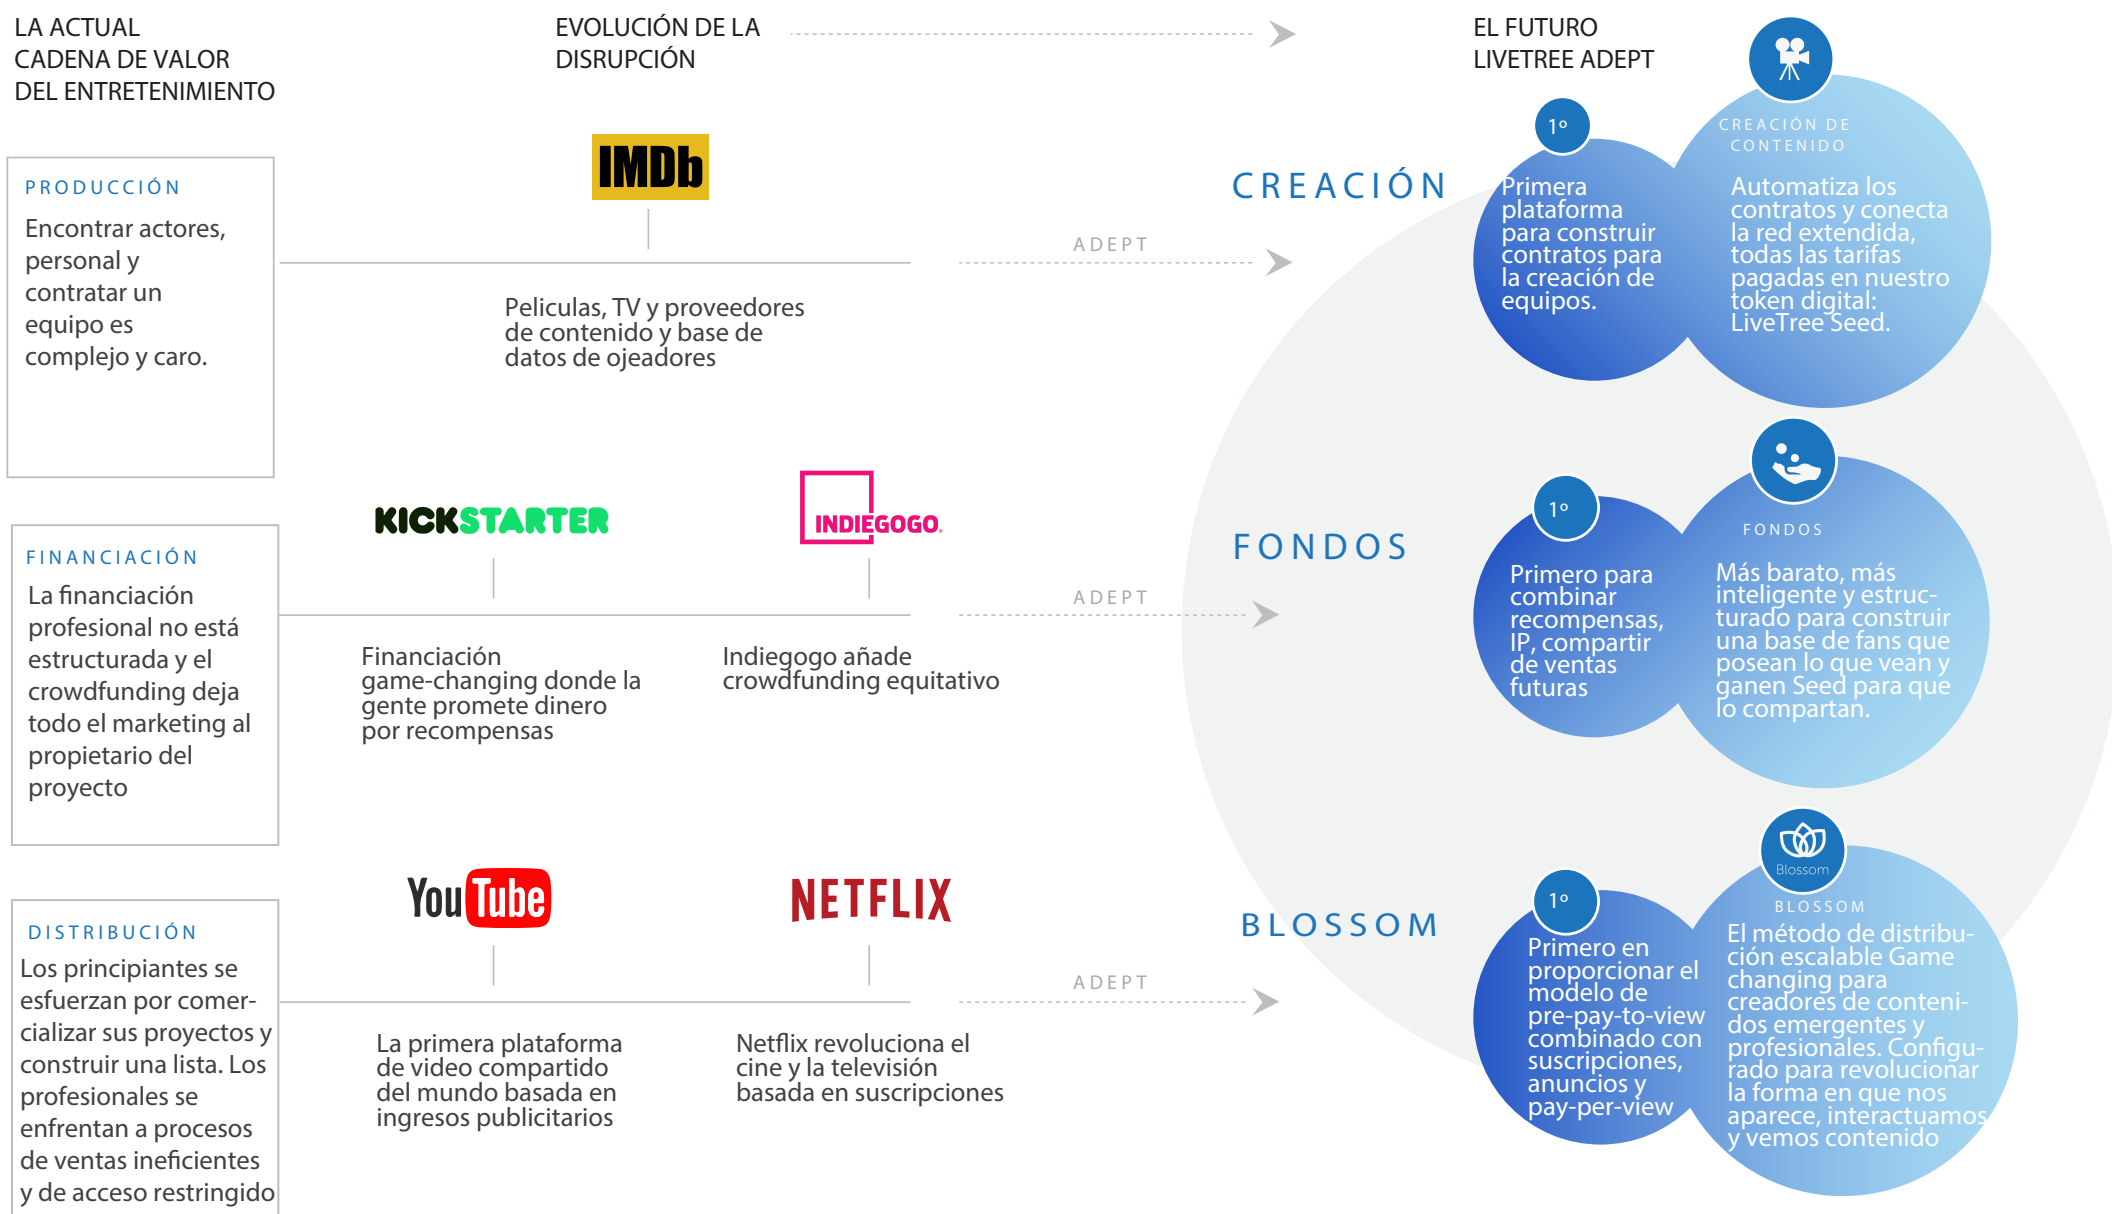 LA ACTUAL
CADENA DE VALOR
DEL ENTRETENIMIENTO
EVOLUCIÓN DE LA
DISRUPCIÓN
EL FUTURO
LIVETREE ADEPT
PRODUCCIÓN
Encontrar actores,
personal y
contratar un
equipo es
complejo y caro.
IMDb
Peliculas, TV y proveedores
de contenido y base de
datos de ojeadores
ADEPT
CREACIÓN
1º
Primera
plataforma
para construir
contratos para
la creación de
equipos.
CREACIÓN DE
CONTENIDO
Automatiza los
contratos y conecta
la red extendida,
todas las tarifas
pagadas en nuestro
token digital:
LiveTree Seed.
FINANCIACIÓN
La financiación
profesional no está
estructurada y el
crowdfunding deja
todo el marketing al
propietario del
proyecto
KICKSTARTER
Financiación
game-changing donde la
gente promete dinero
por recompensas
INDIEGOGO.
Indiegogo añade
crowdfunding equitativo
ADEPT
FONDOS
1º
Primero para
combinar
recompensas,
IP, compartir
de ventas
futuras
FONDOS
Más barato, más
inteligente y estruc-
turado para construir
una base de fans que
posean lo que vean y
ganen Seed para que
lo compartan.
DISTRIBUCIÓN
Los principiantes se
esfuerzan por comer-
cializar sus proyectos y
construir una lista. Los
profesionales se
enfrentan a procesos
de ventas ineficientes
y de acceso restringido
YouTube
La primera plataforma
de video compartido
del mundo basada en
ingresos publicitarios
NETFLIX
Netflix revoluciona el
cine y la televisión
basada en suscripciones
ADEPT
BLOSSOM
1º
Primero en
proporcionar el
modelo de
pre-pay-to-view
combinado con
suscripciones,
anuncios y
pay-per-view
Blossom
BLOSSOM
El método de distribu-
ción escalable Game
changing para
creadores de conteni-
dos emergentes y
profesionales. Configu-
rado para revolucionar
la forma en que nos
aparece, interactuamos
y vemos contenido